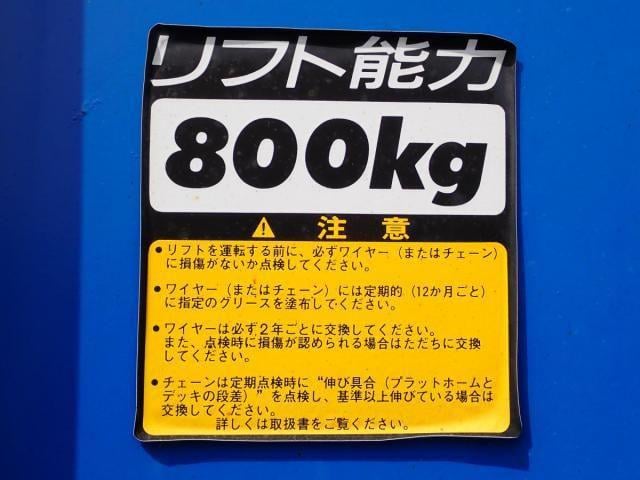 リフト能力
800kg
⚠ 注意
●リフトを運転する前に、必ずワイヤー（またはチェーン）
に損傷がないか点検してください。
●ワイヤー（またはチェーン）には定期的（12か月ごと）
に指定のグリースを塗布してください。
●ワイヤーは必ず２年ごとに交換してください。
また、点検時に損傷が認められる場合はただちに交換
してください。
●チェーンは定期点検時に“伸び具合（プラットホームと
デッキの段差）”を点検し、基準以上伸びている場合は
交換してください。
詳しくは取扱書をご覧ください。